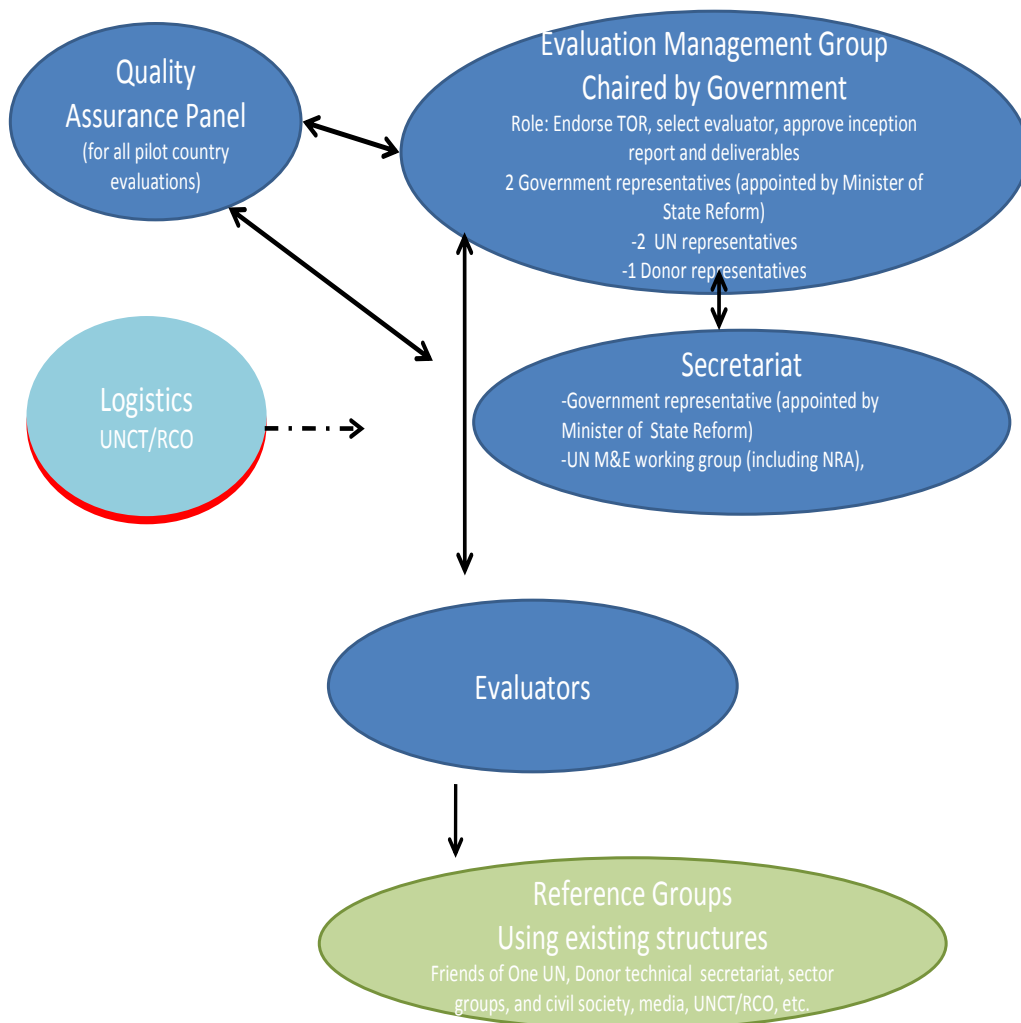 Quality
Assurance Panel
(for all pilot country
evaluations)
Evaluation Management Group
Chaired by Government
Role: Endorse TOR, select evaluator, approve inception
report and deliverables
2 Government representatives (appointed by Minister of
State Reform)
-2 UN representatives
-1 Donor representatives
Logistics
UNCT/RCO
Secretariat
-Government representative (appointed by
Minister of State Reform)
-UN M&E working group (including NRA),
Evaluators
Reference Groups
Using existing structures
Friends of One UN, Donor technical secretariat, sector
groups, and civil society, media, UNCT/RCO, etc.